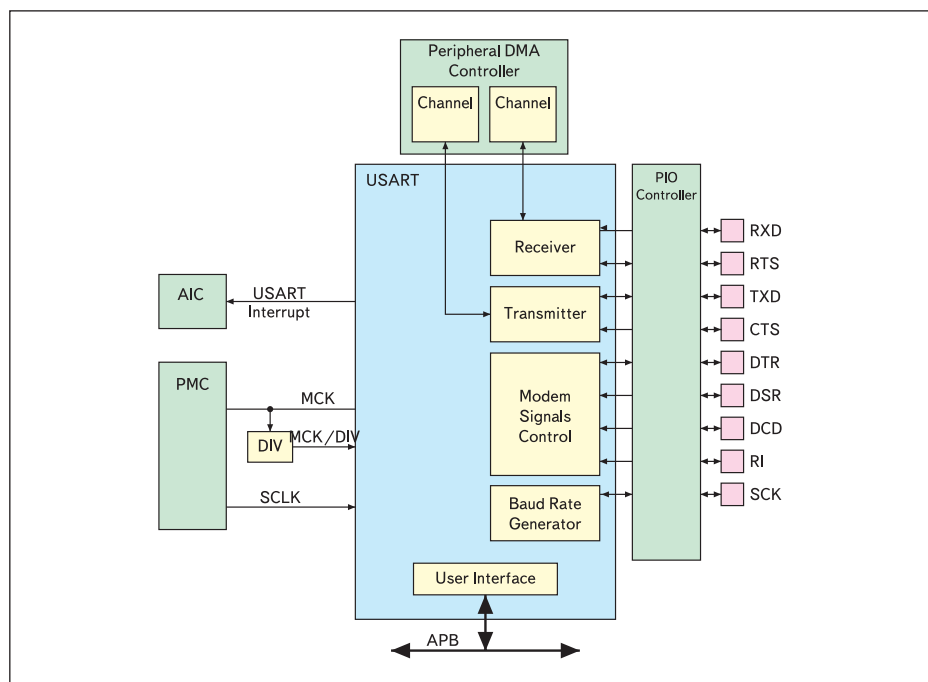 Peripheral DMA
Controller
Channel
Channel
USART
PIO
Controller
Receiver
RXD
RTS
AIC
USART
Interrupt
Transmitter
TXD
CTS
PMC
MCK
DIV
MCK/DIV
SCLK
Modem
Signals
Control
DTR
DSR
DCD
RI
Baud Rate
Generator
SCK
User Interface
APB